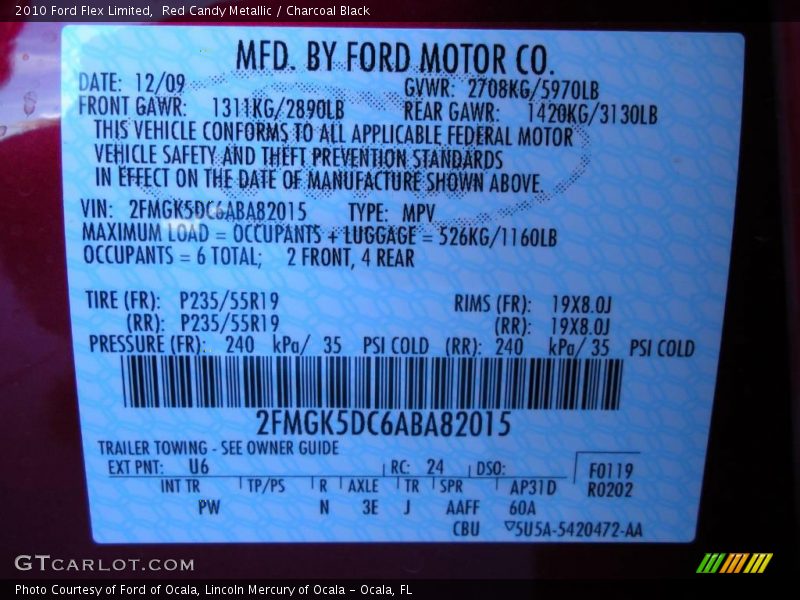 2010 Ford Flex Limited,  Red Candy Metallic / Charcoal Black
MFD. BY FORD MOTOR CO.
DATE: 12/09 GVWR: 2708KG/5970LB
FRONT GAWR: 1311KG/2890LB REAR GAWR: 1420KG/3130LB
THIS VEHICLE CONFORMS TO ALL APPLICABLE FEDERAL MOTOR
VEHICLE SAFETY AND THEFT PREVENTION STANDARDS
IN EFFECT ON THE DATE OF MANUFACTURE SHOWN ABOVE.
VIN: 2FMGK5DC6ABA82015 TYPE: MPV
MAXIMUM LOAD = OCCUPANTS + LUGGAGE = 526KG/1160LB
OCCUPANTS = 6 TOTAL; 2 FRONT, 4 REAR
TIRE (FR): P235/55R19 RIMS (FR): 19X8.0J
(RR): P235/55R19 (RR): 19X8.0J
PRESSURE (FR): 240 kPa/ 35 PSI COLD (RR): 240 kPa/ 35 PSI COLD
2FMGK5DC6ABA82015
TRAILER TOWING - SEE OWNER GUIDE
EXT PNT: U6 RC: 24 DSO: F0119
INT TR TP/PS R AXLE TR SPR AP31D R0202
PW N 3E J AAFF 60A
CBU ▽5U5A-5420472-AA
GTCARLOT.COM
Photo Courtesy of Ford of Ocala, Lincoln Mercury of Ocala – Ocala, FL